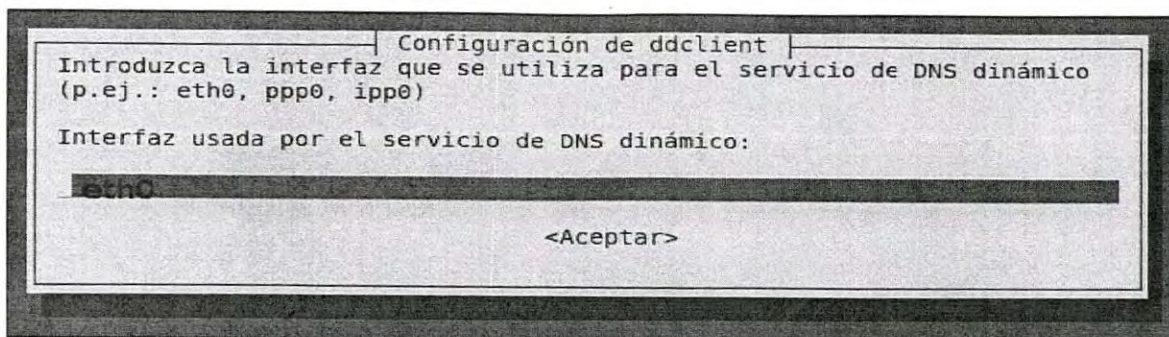 Configuración de ddclient
Introduzca la interfaz que se utiliza para el servicio de DNS dinámico
(p.ej.: eth0, ppp0, ipp0)
Interfaz usada por el servicio de DNS dinámico:
eth0
<Aceptar>